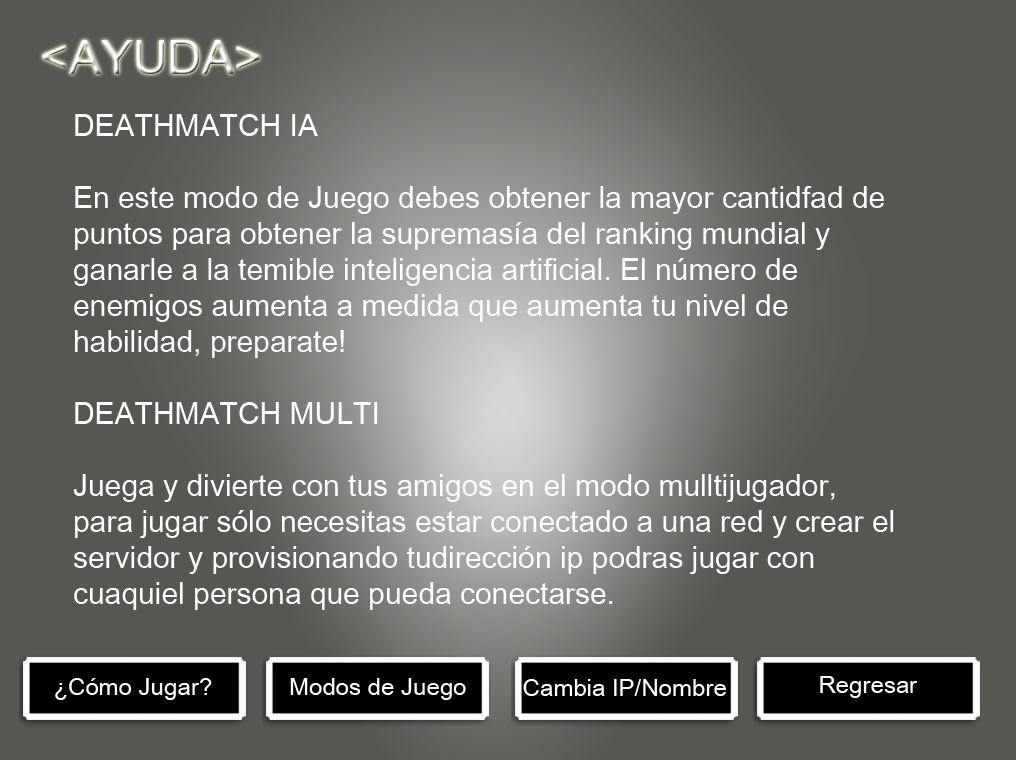 <AYUDA>
DEATHMATCH IA
En este modo de Juego debes obtener la mayor cantidfad de
puntos para obtener la supremasía del ranking mundial y
ganarle a la temible inteligencia artificial. El número de
enemigos aumenta a medida que aumenta tu nivel de
habilidad, preparate!
DEATHMATCH MULTI
Juega y divierte con tus amigos en el modo mulltijugador,
para jugar sólo necesitas estar conectado a una red y crear el
servidor y provisionando tudirección ip podras jugar con
cuaquiel persona que pueda conectarse.
¿Cómo Jugar?
Modos de Juego
Cambia IP/Nombre
Regresar